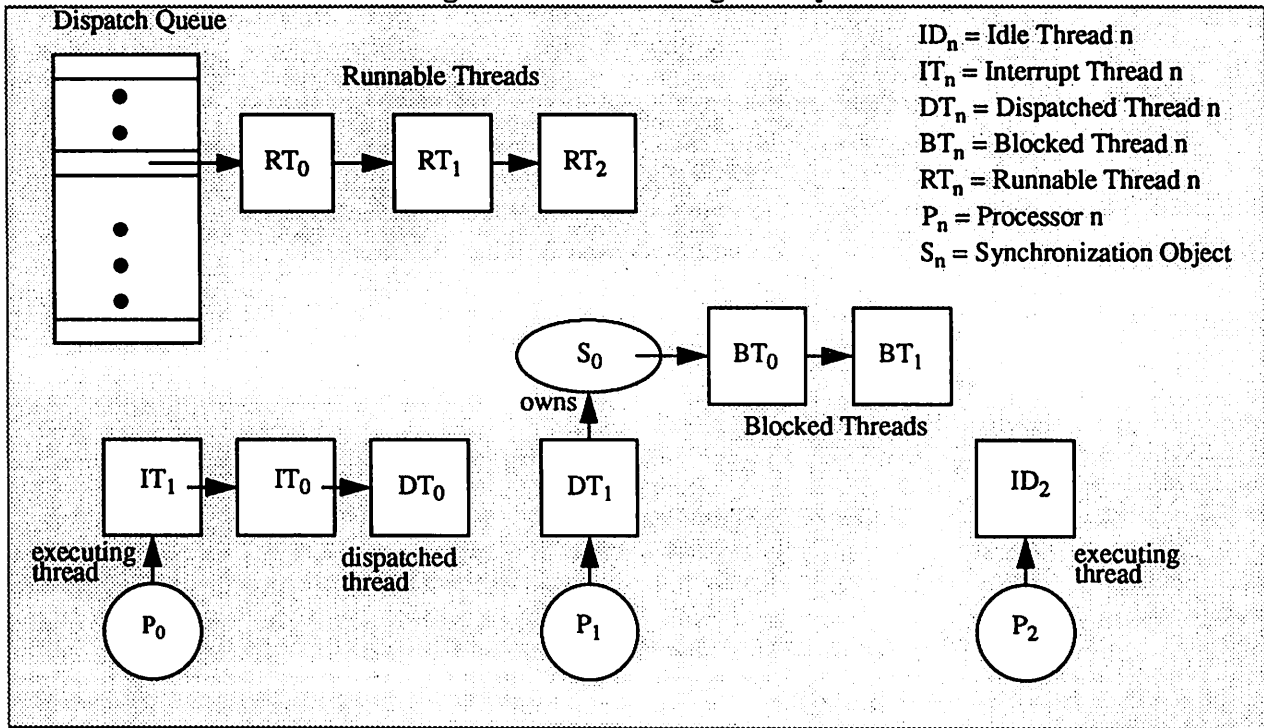 Dispatch Queue
Runnable Threads
RT0
RT1
RT2
IDn = Idle Thread n
ITn = Interrupt Thread n
DTn = Dispatched Thread n
BTn = Blocked Thread n
RTn = Runnable Thread n
Pn = Processor n
Sn = Synchronization Object
S0
BT0
BT1
owns
Blocked Threads
IT1
IT0
DT0
DT1
ID2
executing
thread
dispatched
thread
executing
thread
P0
P1
P2